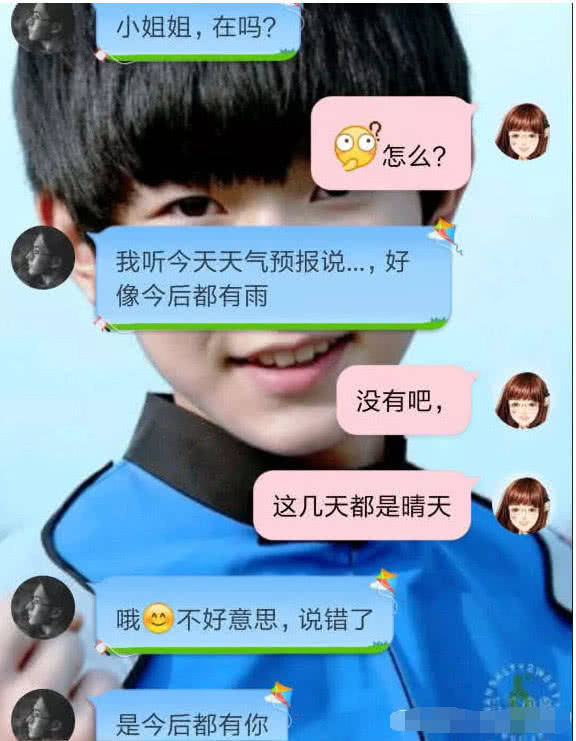 小姐姐，在吗?
怎么?
我听今天天气预报说...，好
像今后都有雨
没有吧，
这几天都是晴天
哦😊不好意思，说错了
是今后都有你